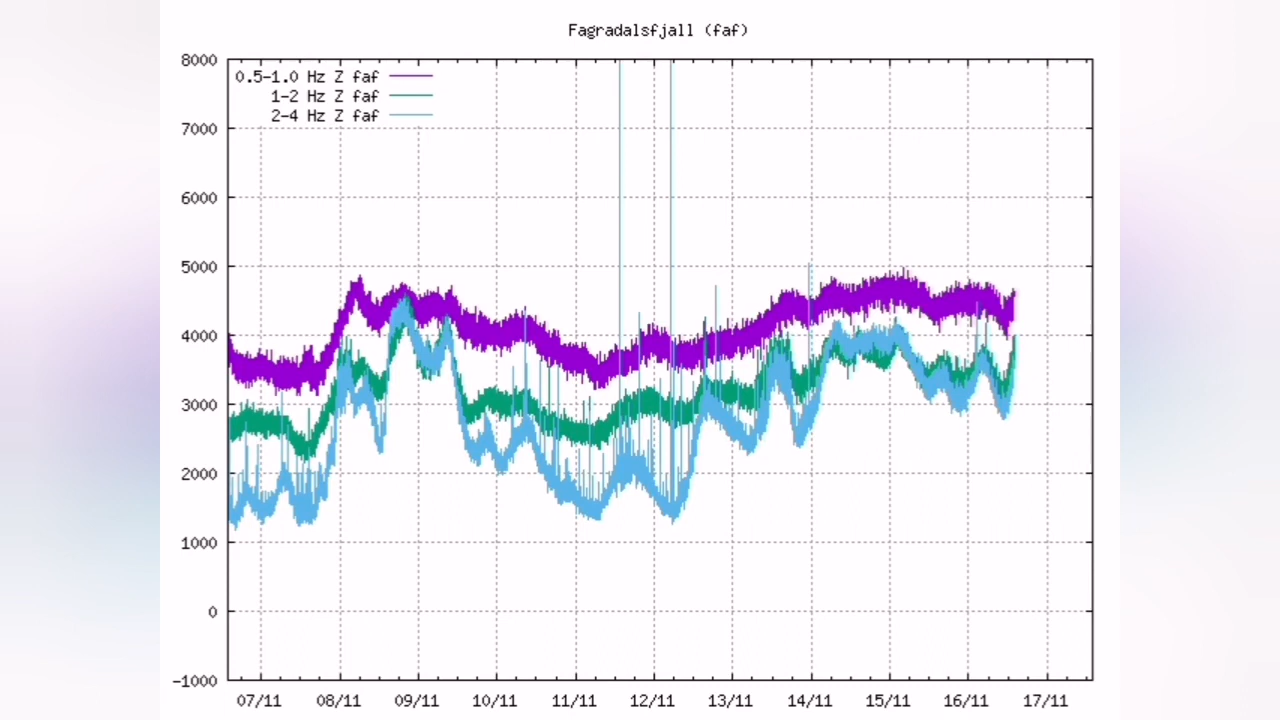 Fagradalsfjall (faf)
8000
0.5-1.0 Hz Z faf
1-2 Hz Z faf
2-4 Hz Z faf
7000
6000
5000
4000
3000
2000
1000
0
-1000
07/11 08/11 09/11 10/11 11/11 12/11 13/11 14/11 15/11 16/11 17/11